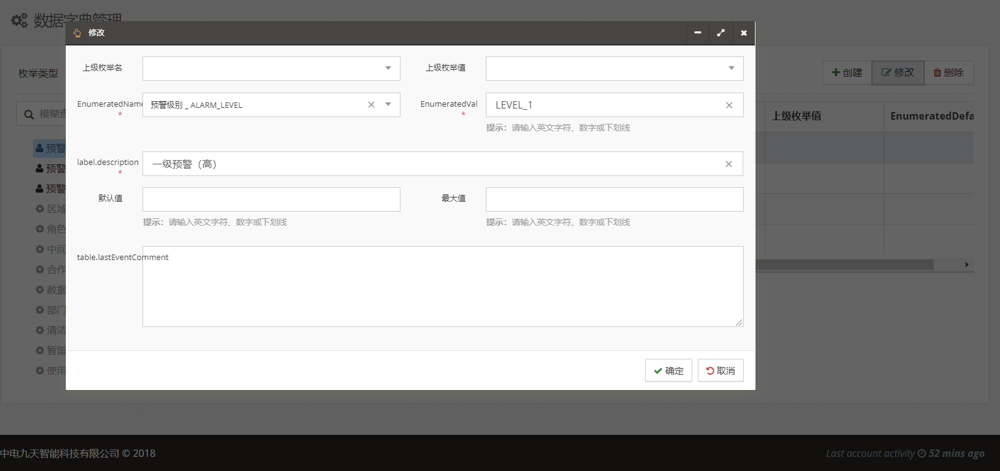 数据字典管理
修改
枚举类型
创建 修改 删除
上级枚举名
上级枚举值
EnumeratedName *
预警级别 _ ALARM_LEVEL
EnumeratedVal *
LEVEL_1
提示：请输入英文字符、数字或下划线
label.description *
一级预警（高）
默认值
提示：请输入英文字符、数字或下划线
最大值
提示：请输入英文字符、数字或下划线
table.lastEventComment
确定 取消
模糊查
上级枚举值 EnumeratedDefa
预警
预警
预警
区域
角色
中间
合作
数据
部门
清洁
暂留
使用
中电九天智能科技有限公司 © 2018
Last account activity 52 mins ago